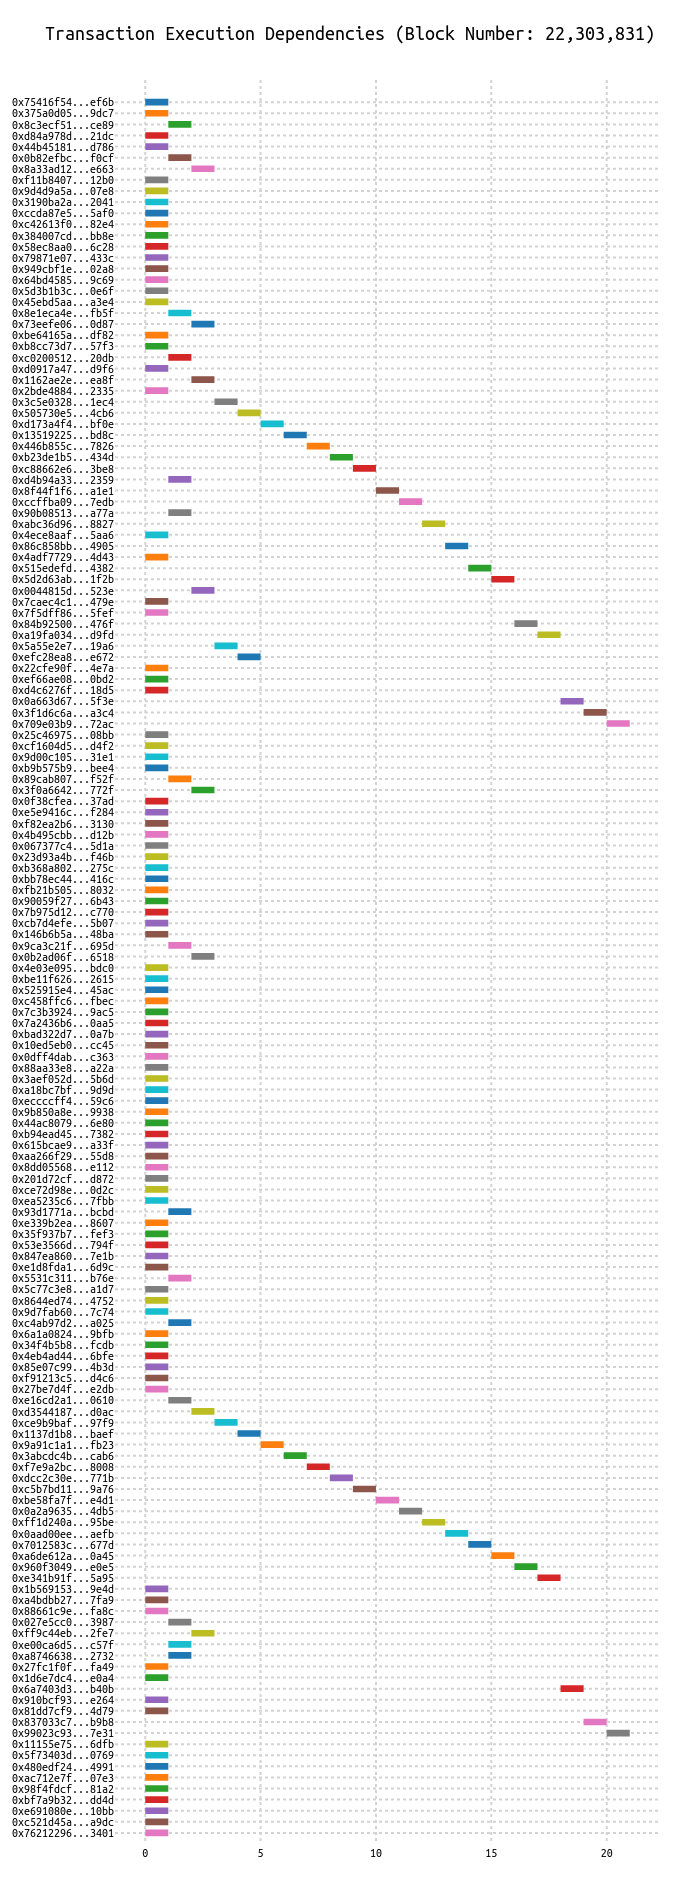 Transaction Execution Dependencies (Block Number: 22,303,831)
0x75416f54...ef6b
0x375a0d05...9dc7
0x8c3ecf51...ce89
0xd84a978d...21dc
0x44b45181...d786
0x0b82efbc...f0cf
0x8a33ad12...e663
0xf11b8407...12b0
0x9d4d9a5a...07e8
0x3190ba2a...2041
0xccda87e5...5af0
0xc42613f0...82e4
0x384007cd...bb8e
0x58ec8aa0...6c28
0x79871e07...433c
0x949cbf1e...02a8
0x64bd4585...9c69
0x5d3b1b3c...0e6f
0x45ebd5aa...a3e4
0x8e1eca4e...fb5f
0x73eefe06...0d87
0xbe64165a...df82
0xb8cc73d7...57f3
0xc0200512...20db
0xd0917a47...d9f6
0x1162ae2e...ea8f
0x2bde4884...2335
0x3c5e0328...1ec4
0x505730e5...4cb6
0xd173a4f4...bf0e
0x13519225...bd8c
0x446b855c...7826
0xb23de1b5...434d
0xc88662e6...3be8
0xd4b94a33...2359
0x8f44f1f6...a1e1
0xccffba09...7edb
0x90b08513...a77a
0xabc36d96...8827
0x4ece8aaf...5aa6
0x86c858bb...4905
0x4adf7729...4d43
0x515edefd...4382
0x5d2d63ab...1f2b
0x0044815d...523e
0x7caec4c1...479e
0x7f5dff86...5fef
0x84b92500...476f
0xa19fa034...d9fd
0x5a55e2e7...19a6
0xefc28ea8...e672
0x22cfe90f...4e7a
0xef66ae08...0bd2
0xd4c6276f...18d5
0x0a663d67...5f3e
0x3f1d6c6a...a3c4
0x709e03b9...72ac
0x25c46975...08bb
0xcf1604d5...d4f2
0x9d00c105...31e1
0xb9b575b9...bee4
0x89cab807...f52f
0x3f0a6642...772f
0x0f38cfea...37ad
0xe5e9416c...f284
0xf82ea2b6...3130
0x4b495cbb...d12b
0x067377c4...5d1a
0x23d93a4b...f46b
0xb368a802...275c
0xbb78ec44...416c
0xfb21b505...8032
0x90059f27...6b43
0x7b975d12...c770
0xcb7d4efe...5b07
0x146b6b5a...48ba
0x9ca3c21f...695d
0x0b2ad06f...6518
0x4e03e095...bdc0
0xbe11f626...2615
0x525915e4...45ac
0xc458ffc6...fbec
0x7c3b3924...9ac5
0x7a2436b6...0aa5
0xbad322d7...0a7b
0x10ed5eb0...cc45
0x0dff4dab...c363
0x88aa33e8...a22a
0x3aef052d...5b6d
0xa18bc7bf...9d9d
0xeccccff4...59c6
0x9b850a8e...9938
0x44ac8079...6e80
0xb94ead45...7382
0x615bcae9...a33f
0xaa266f29...55d8
0x8dd05568...e112
0x201d72cf...d872
0xce72d98e...0d2c
0xea5235c6...7fbb
0x93d1771a...bcbd
0xe339b2ea...8607
0x35f937b7...fef3
0x53e3566d...794f
0x847ea860...7e1b
0xe1d8fda1...6d9c
0x5531c311...b76e
0x5c77c3e8...a1d7
0x8644ed74...4752
0x9d7fab60...7c74
0xc4ab97d2...a025
0x6a1a0824...9bfb
0x34f4b5b8...fcdb
0x4eb4ad44...6bfe
0x85e07c99...4b3d
0xf91213c5...d4c6
0x27be7d4f...e2db
0xe16cd2a1...0610
0xd3544187...d0ac
0xce9b9baf...97f9
0x1137d1b8...baef
0x9a91c1a1...fb23
0x3abcdc4b...cab6
0xf7e9a2bc...8008
0xdcc2c30e...771b
0xc5b7bd11...9a76
0xbe58fa7f...e4d1
0x0a2a9635...4db5
0xff1d240a...95be
0x0aad00ee...aefb
0x7012583c...677d
0xa6de612a...0a45
0x960f3049...e0e5
0xe341b91f...5a95
0x1b569153...9e4d
0xa4bdbb27...7fa9
0x88661c9e...fa8c
0x027e5cc0...3987
0xff9c44eb...2fe7
0xe00ca6d5...c57f
0xa8746638...2732
0x27fc1f0f...fa49
0x1d6e7dc4...e0a4
0x6a7403d3...b40b
0x910bcf93...e264
0x81dd7cf9...4d79
0x837033c7...b9b8
0x99023c93...7e31
0x11155e75...6dfb
0x5f73403d...0769
0x480edf24...4991
0xac712e7f...07e3
0x98f4fdcf...81a2
0xbf7a9b32...dd4d
0xe691080e...10bb
0xc521d45a...a9dc
0x76212296...3401
0 5 10 15 20